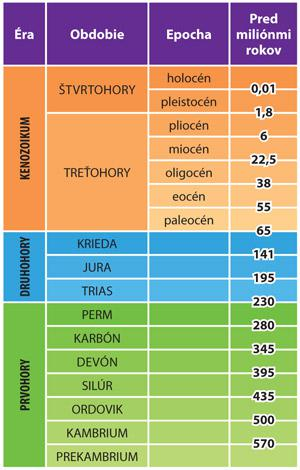 Éra Obdobie Epocha Pred miliónmi rokov
KENOZOIKUM
ŠTVRTOHORY
holocén
0,01
pleistocén
1,8
TREŤOHORY
pliocén
6
miocén
22,5
oligocén
38
eocén
55
paleocén
65
DRUHOHORY
KRIEDA
141
JURA
195
TRIAS
230
PRVOHORY
PERM
280
KARBÓN
345
DEVÓN
395
SILÚR
435
ORDOVIK
500
KAMBRIUM
570
PREKAMBRIUM